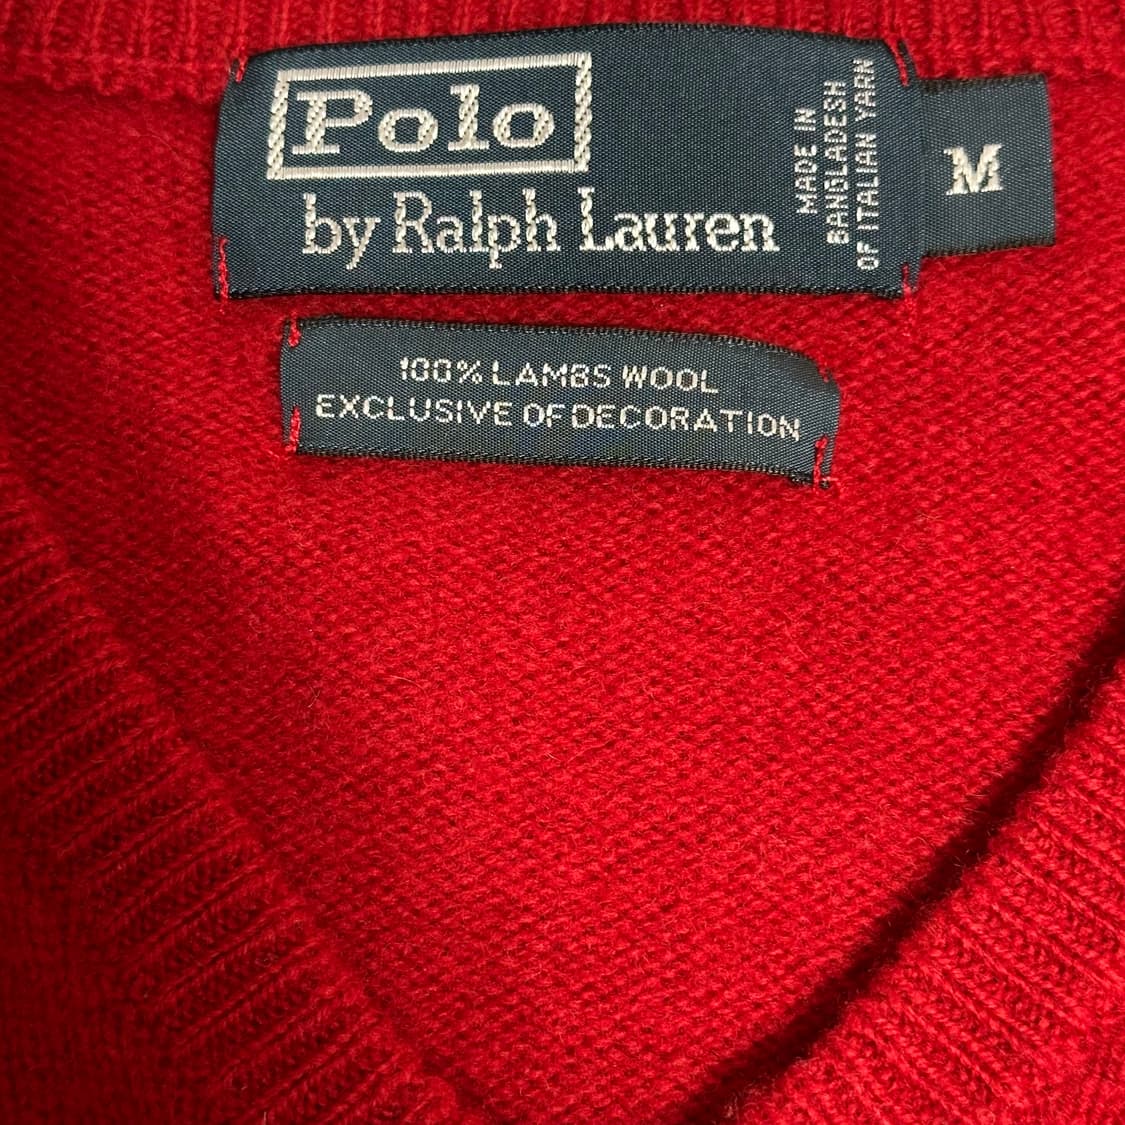 Polo
by Ralph Lauren
MADE IN
BANGLADESH
OF ITALIAN YARN
M
100% LAMBS WOOL
EXCLUSIVE OF DECORATION